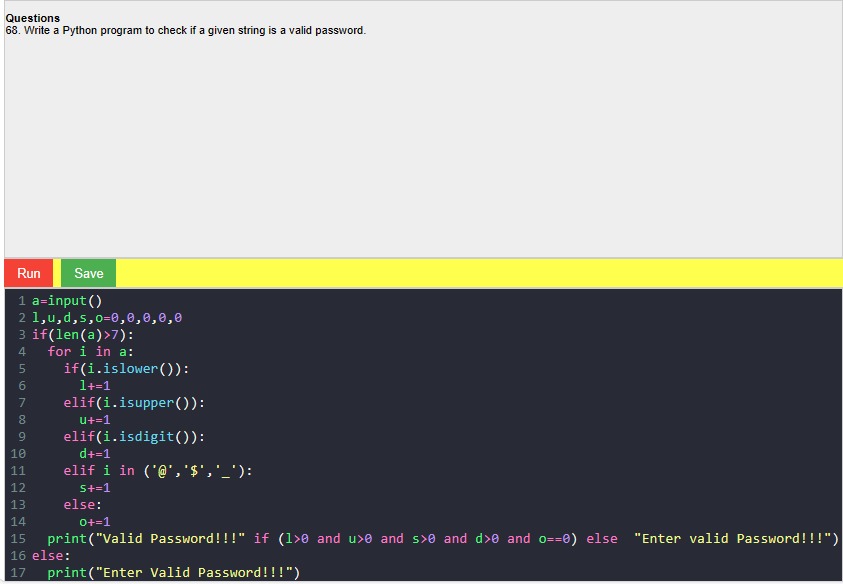 Questions
68. Write a Python program to check if a given string is a valid password.
Run Save
1 a=input()
2 l,u,d,s,o=0,0,0,0,0
3 if(len(a)>7):
4   for i in a:
5     if(i.islower()):
6       l+=1
7     elif(i.isupper()):
8       u+=1
9     elif(i.isdigit()):
10       d+=1
11     elif i in ('@','$','_'):
12       s+=1
13     else:
14       o+=1
15   print("Valid Password!!!" if (l>0 and u>0 and s>0 and d>0 and o==0) else  "Enter valid Password!!!")
16 else:
17   print("Enter Valid Password!!!")